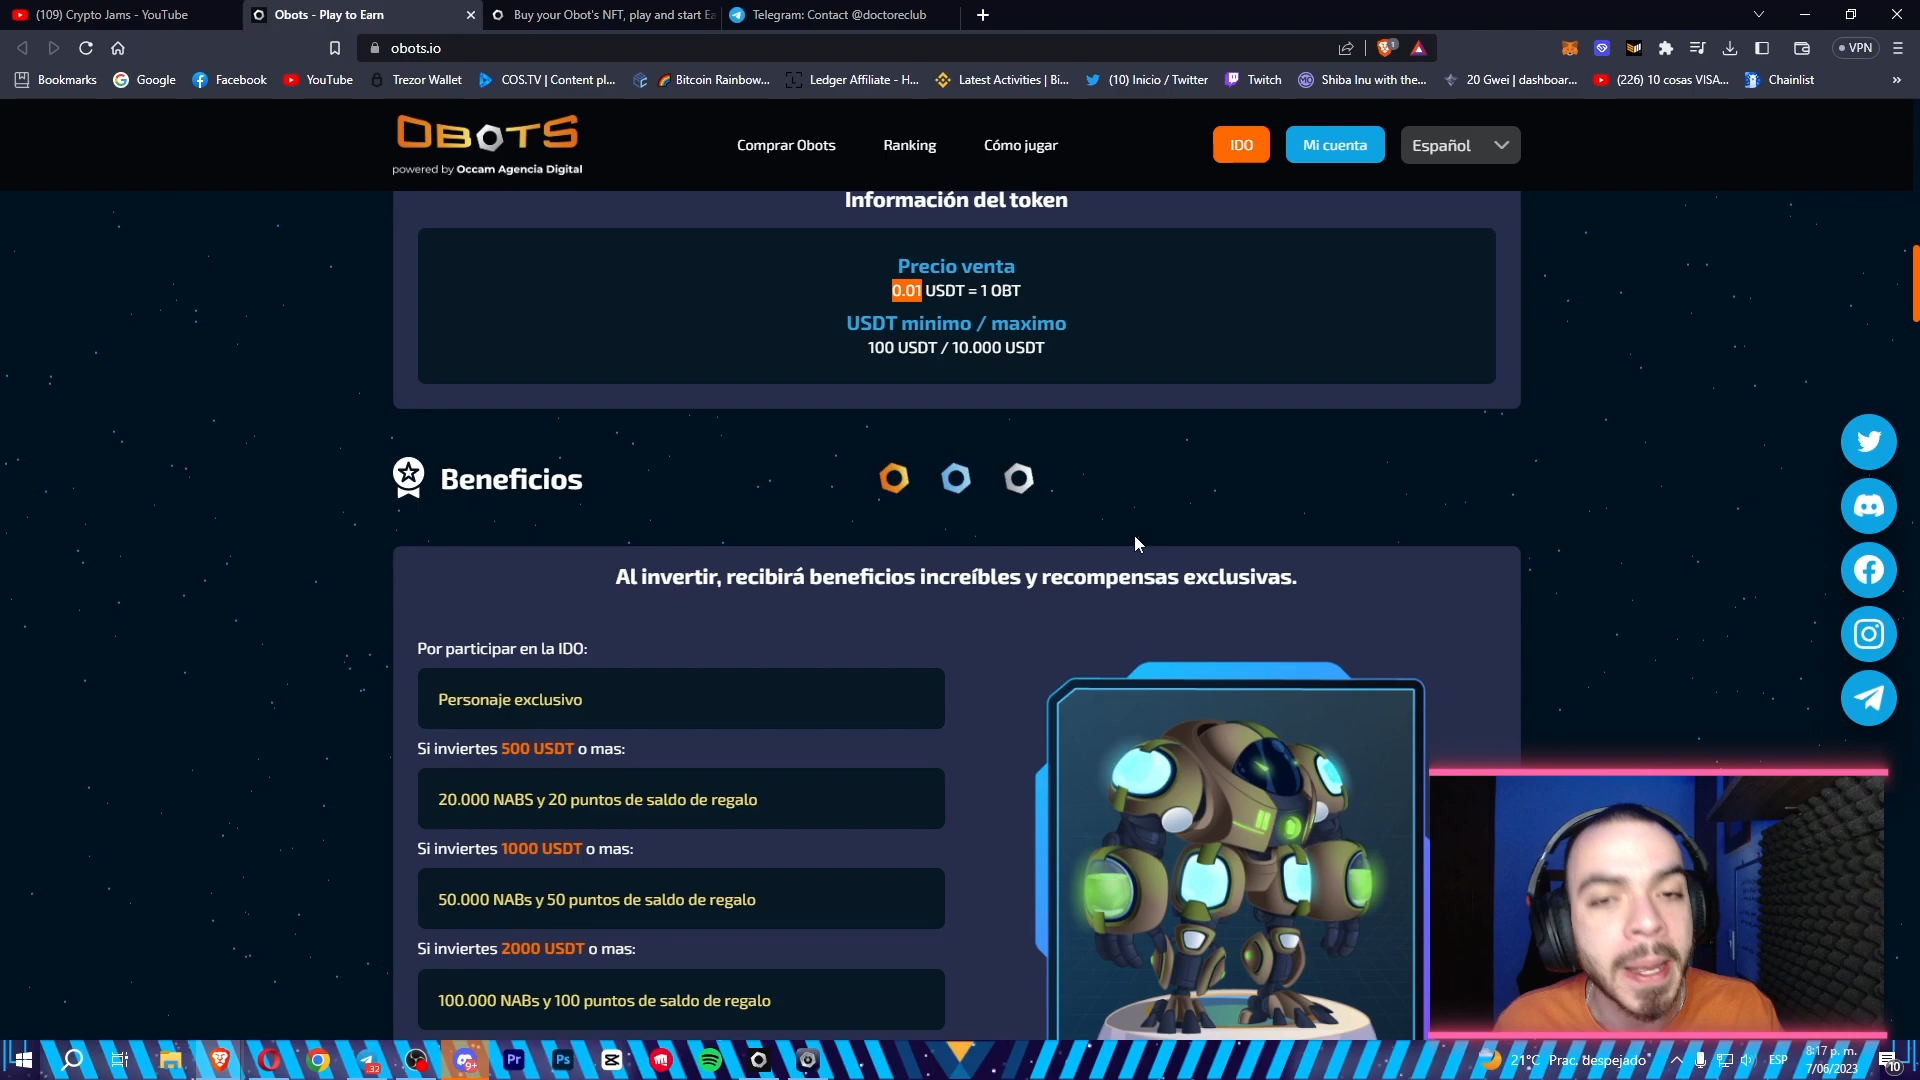 (109) Crypto Jams - YouTube
Obots - Play to Earn
Buy your Obot's NFT, play and start Ea
Telegram: Contact @doctoreclub
obots.io
1
VPN
Bookmarks
Google
Facebook
YouTube
Trezor Wallet
COS.TV | Content pl...
Bitcoin Rainbow...
Ledger Affiliate - H...
Latest Activities | Bi...
(10) Inicio / Twitter
Twitch
Shiba Inu with the...
20 Gwei | dashboar...
(226) 10 cosas VISA...
Chainlist
OBOTS
powered by Occam Agencia Digital
Comprar Obots
Ranking
Cómo jugar
IDO
Mi cuenta
Español
Información del token
Precio venta
0.01 USDT = 1 OBT
USDT minimo / maximo
100 USDT / 10.000 USDT
Beneficios
Al invertir, recibirá beneficios increíbles y recompensas exclusivas.
Por participar en la IDO:
Personaje exclusivo
Si inviertes 500 USDT o mas:
20.000 NABS y 20 puntos de saldo de regalo
Si inviertes 1000 USDT o mas:
50.000 NABs y 50 puntos de saldo de regalo
Si inviertes 2000 USDT o mas:
100.000 NABs y 100 puntos de saldo de regalo
32
9+
Pr
Ps
21°C Prac. despejado
ESP
8:17 p. m.
7/06/2023
10